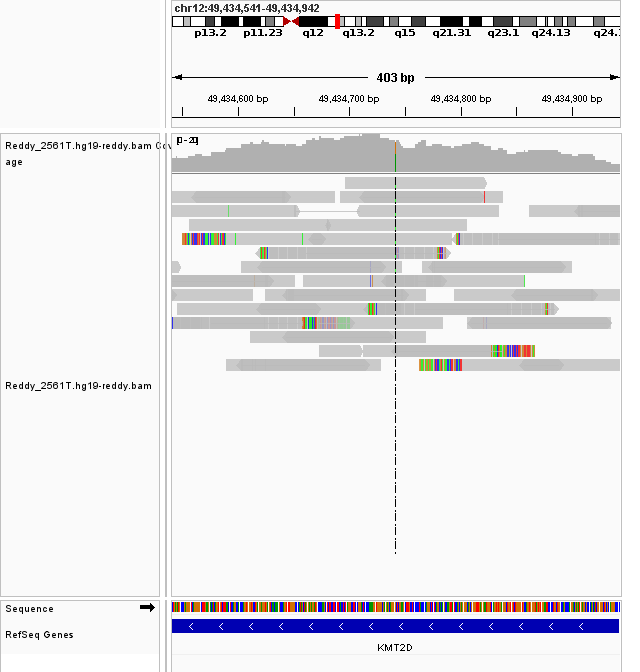 chr12:49,434,541-49,434,942
p13.2 p11.23 q12 q13.2 q15 q21.31 q23.1 q24.13 q24.
403 bp
49,434,600 bp 49,434,700 bp 49,434,800 bp 49,434,900 bp
[0-20]
Reddy_2561T.hg19-reddy.bam Cov
age
Reddy_2561T.hg19-reddy.bam
Sequence
RefSeq Genes
KMT2D